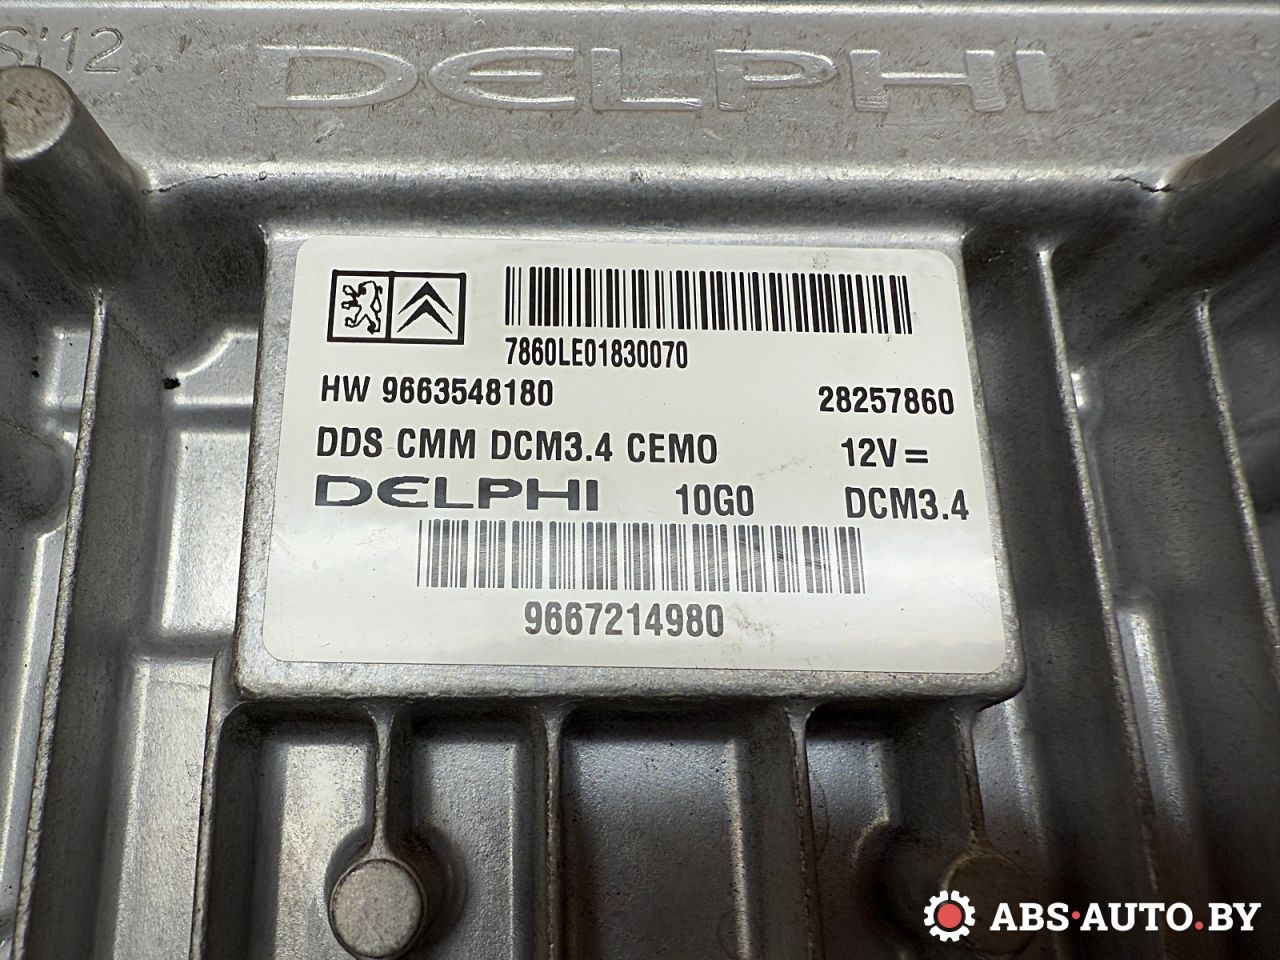 Si12
DELPHI
7860LE01830070
HW 9663548180 28257860
DDS CMM DCM3.4 CEMO 12V=
DELPHI 10G0 DCM3.4
9667214980
ABS·AUTO.BY